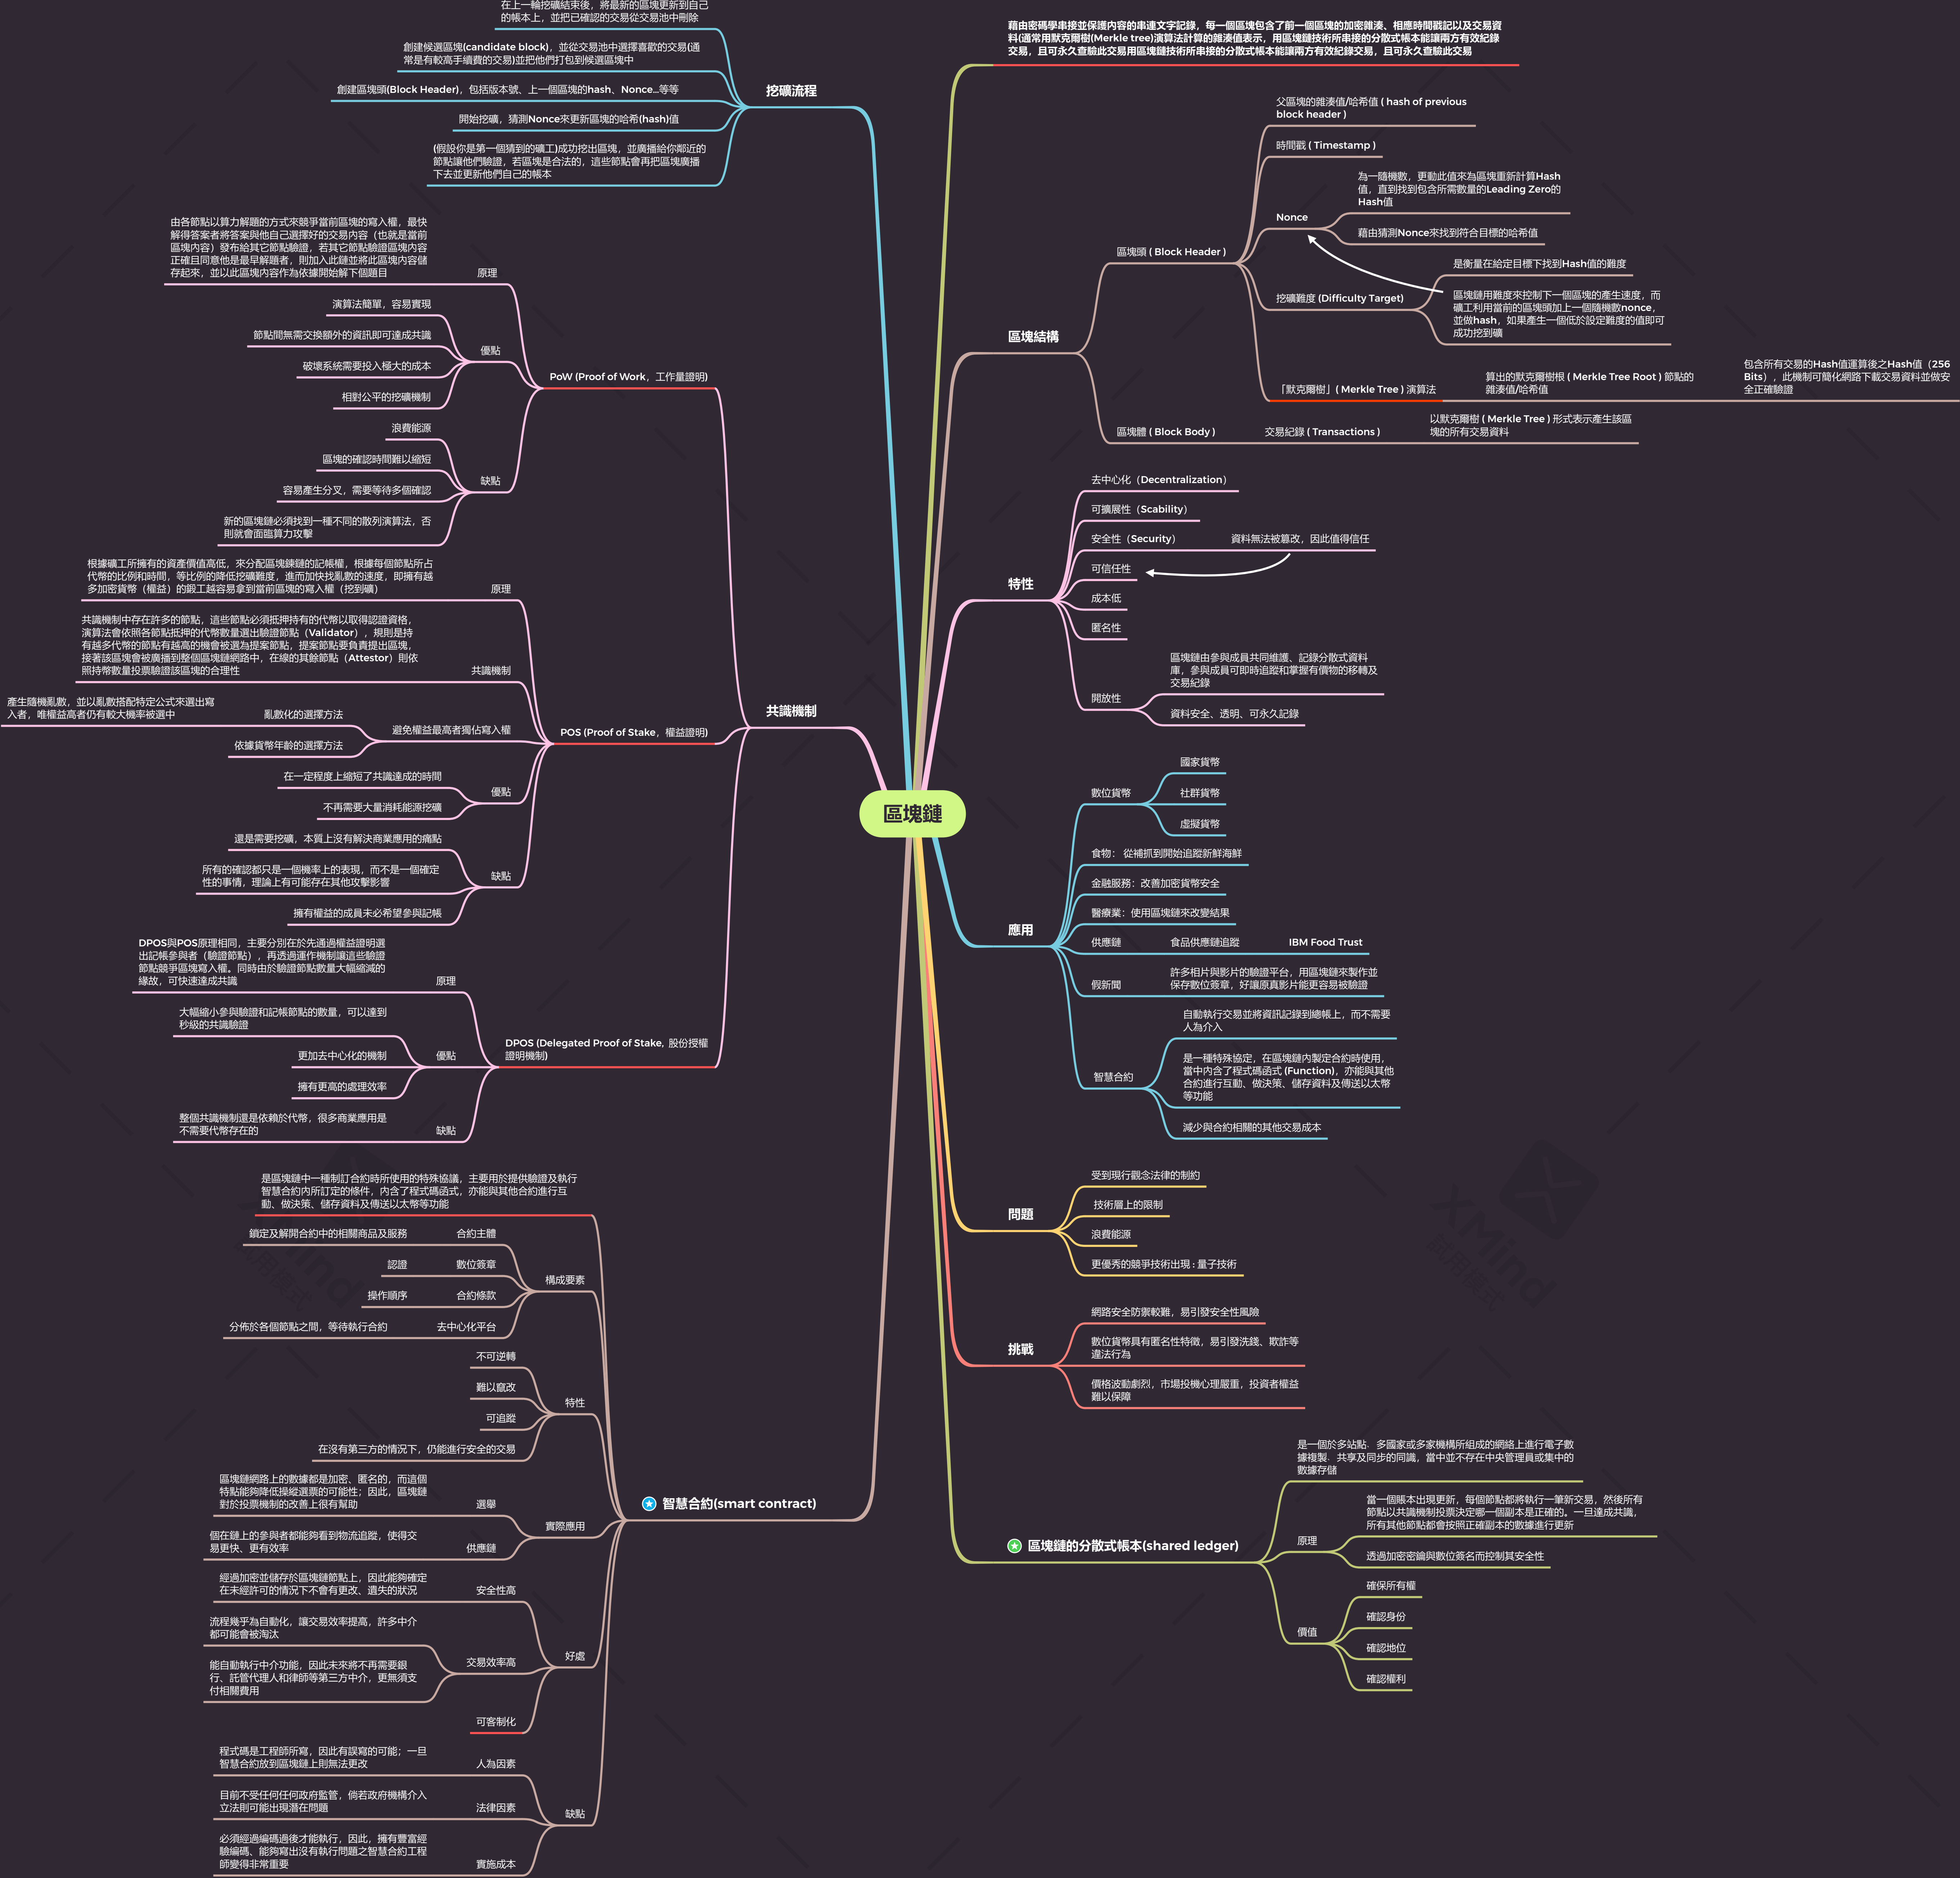 區塊鏈
藉由密碼學串接並保護內容的串連文字記錄，每一個區塊包含了前一個區塊的加密雜湊、相應時間戳記以及交易資
料(通常用默克爾樹(Merkle tree)演算法計算的雜湊值表示，用區塊鏈技術所串接的分散式帳本能讓兩方有效紀錄
交易，且可永久查驗此交易用區塊鏈技術所串接的分散式帳本能讓兩方有效紀錄交易，且可永久查驗此交易
區塊結構
區塊頭 ( Block Header )
父區塊的雜湊值/哈希值 ( hash of previous
block header )
時間戳 ( Timestamp )
Nonce
為一隨機數，更動此值來為區塊重新計算Hash
值，直到找到包含所需數量的Leading Zero的
Hash值
藉由猜測Nonce來找到符合目標的哈希值
挖礦難度 (Difficulty Target)
是衡量在給定目標下找到Hash值的難度
區塊鏈用難度來控制下一個區塊的產生速度，而
礦工利用當前的區塊頭加上一個隨機數nonce，
並做hash，如果產生一個低於設定難度的值即可
成功挖到礦
「默克爾樹」( Merkle Tree ) 演算法
算出的默克爾樹根 ( Merkle Tree Root ) 節點的
雜湊值/哈希值
包含所有交易的Hash值運算後之Hash值（256
Bits），此機制可簡化網路下載交易資料並做安
全正確驗證
區塊體 ( Block Body )
交易紀錄 ( Transactions )
以默克爾樹 ( Merkle Tree ) 形式表示產生該區
塊的所有交易資料
特性
去中心化（Decentralization）
可擴展性（Scability）
安全性（Security）
資料無法被篡改，因此值得信任
可信任性
成本低
匿名性
開放性
區塊鏈由參與成員共同維護、記錄分散式資料
庫，參與成員可即時追蹤和掌握有價物的移轉及
交易紀錄
資料安全、透明、可永久記錄
應用
數位貨幣
國家貨幣
社群貨幣
虛擬貨幣
食物： 從補抓到開始追蹤新鮮海鮮
金融服務：改善加密貨幣安全
醫療業：使用區塊鏈來改變結果
供應鏈
食品供應鏈追蹤
IBM Food Trust
假新聞
許多相片與影片的驗證平台，用區塊鏈來製作並
保存數位簽章，好讓原真影片能更容易被驗證
智慧合約
自動執行交易並將資訊記錄到總帳上，而不需要
人為介入
是一種特殊協定，在區塊鏈內製定合約時使用，
當中內含了程式碼函式 (Function)，亦能與其他
合約進行互動、做決策、儲存資料及傳送以太幣
等功能
減少與合約相關的其他交易成本
問題
受到現行觀念法律的制約
技術層上的限制
浪費能源
更優秀的競爭技術出現 : 量子技術
挑戰
網路安全防禦較難，易引發安全性風險
數位貨幣具有匿名性特徵，易引發洗錢、欺詐等
違法行為
價格波動劇烈，市場投機心理嚴重，投資者權益
難以保障
區塊鏈的分散式帳本(shared ledger)
是一個於多站點、多國家或多家機構所組成的網絡上進行電子數
據複製、共享及同步的同識，當中並不存在中央管理員或集中的
數據存儲
原理
當一個賬本出現更新，每個節點都將執行一筆新交易，然後所有
節點以共識機制投票決定哪一個副本是正確的。一旦達成共識，
所有其他節點都會按照正確副本的數據進行更新
透過加密密鑰與數位簽名而控制其安全性
價值
確保所有權
確認身份
確認地位
確認權利
挖礦流程
在上一輪挖礦結束後，將最新的區塊更新到自己
的帳本上，並把已確認的交易從交易池中刪除
創建候選區塊(candidate block)，並從交易池中選擇喜歡的交易(通
常是有較高手續費的交易)並把他們打包到候選區塊中
創建區塊頭(Block Header)，包括版本號、上一個區塊的hash、Nonce...等等
開始挖礦，猜測Nonce來更新區塊的哈希(hash)值
(假設你是第一個猜到的礦工)成功挖出區塊，並廣播給你鄰近的
節點讓他們驗證，若區塊是合法的，這些節點會再把區塊廣播
下去並更新他們自己的帳本
共識機制
PoW (Proof of Work，工作量證明)
原理
由各節點以算力解題的方式來競爭當前區塊的寫入權，最快
解得答案者將答案與他自己選擇好的交易內容（也就是當前
區塊內容）發布給其它節點驗證，若其它節點驗證區塊內容
正確且同意他是最早解題者，則加入此鏈並將此區塊內容儲
存起來，並以此區塊內容作為依據開始解下個題目
優點
演算法簡單，容易實現
節點間無需交換額外的資訊即可達成共識
破壞系統需要投入極大的成本
相對公平的挖礦機制
缺點
浪費能源
區塊的確認時間難以縮短
容易產生分叉，需要等待多個確認
新的區塊鏈必須找到一種不同的散列演算法，否
則就會面臨算力攻擊
POS (Proof of Stake，權益證明)
原理
根據礦工所擁有的資產價值高低，來分配區塊鍊鏈的記帳權，根據每個節點所占
代幣的比例和時間，等比例的降低挖礦難度，進而加快找亂數的速度，即擁有越
多加密貨幣（權益）的鍛工越容易拿到當前區塊的寫入權（挖到礦）
共識機制
共識機制中存在許多的節點，這些節點必須抵押持有的代幣以取得認證資格，
演算法會依照各節點抵押的代幣數量選出驗證節點（Validator），規則是持
有越多代幣的節點有越高的機會被選為提案節點，提案節點要負責提出區塊，
接著該區塊會被廣播到整個區塊鏈網路中，在線的其餘節點（Attestor）則依
照持幣數量投票驗證該區塊的合理性
避免權益最高者獨佔寫入權
亂數化的選擇方法
產生隨機亂數，並以亂數搭配特定公式來選出寫
入者，唯權益高者仍有較大機率被選中
依據貨幣年齡的選擇方法
優點
在一定程度上縮短了共識達成的時間
不再需要大量消耗能源挖礦
缺點
還是需要挖礦，本質上沒有解決商業應用的痛點
所有的確認都只是一個機率上的表現，而不是一個確定
性的事情，理論上有可能存在其他攻擊影響
擁有權益的成員未必希望參與記帳
DPOS (Delegated Proof of Stake, 股份授權
證明機制)
原理
DPOS與POS原理相同，主要分別在於先通過權益證明選
出記帳參與者（驗證節點），再透過運作機制讓這些驗證
節點競爭區塊寫入權。同時由於驗證節點數量大幅縮減的
緣故，可快速達成共識
優點
大幅縮小參與驗證和記帳節點的數量，可以達到
秒級的共識驗證
更加去中心化的機制
擁有更高的處理效率
缺點
整個共識機制還是依賴於代幣，很多商業應用是
不需要代幣存在的
智慧合約(smart contract)
是區塊鏈中一種制訂合約時所使用的特殊協議，主要用於提供驗證及執行
智慧合約內所訂定的條件，內含了程式碼函式，亦能與其他合約進行互
動、做決策、儲存資料及傳送以太幣等功能
構成要素
合約主體
鎖定及解開合約中的相關商品及服務
數位簽章
認證
合約條款
操作順序
去中心化平台
分佈於各個節點之間，等待執行合約
特性
不可逆轉
難以竄改
可追蹤
在沒有第三方的情況下，仍能進行安全的交易
實際應用
選舉
區塊鏈網路上的數據都是加密、匿名的，而這個
特點能夠降低操縱選票的可能性；因此，區塊鏈
對於投票機制的改善上很有幫助
供應鏈
個在鏈上的參與者都能夠看到物流追蹤，使得交
易更快、更有效率
好處
安全性高
經過加密並儲存於區塊鏈節點上，因此能夠確定
在未經許可的情況下不會有更改、遺失的狀況
交易效率高
流程幾乎為自動化，讓交易效率提高，許多中介
都可能會被淘汰
能自動執行中介功能，因此未來將不再需要銀
行、託管代理人和律師等第三方中介，更無須支
付相關費用
可客制化
缺點
人為因素
程式碼是工程師所寫，因此有誤寫的可能；一旦
智慧合約放到區塊鏈上則無法更改
法律因素
目前不受任何任何政府監管，倘若政府機構介入
立法則可能出現潛在問題
實施成本
必須經過編碼過後才能執行，因此，擁有豐富經
驗編碼、能夠寫出沒有執行問題之智慧合約工程
師變得非常重要
XMind
試用模式
XMind
試用模式